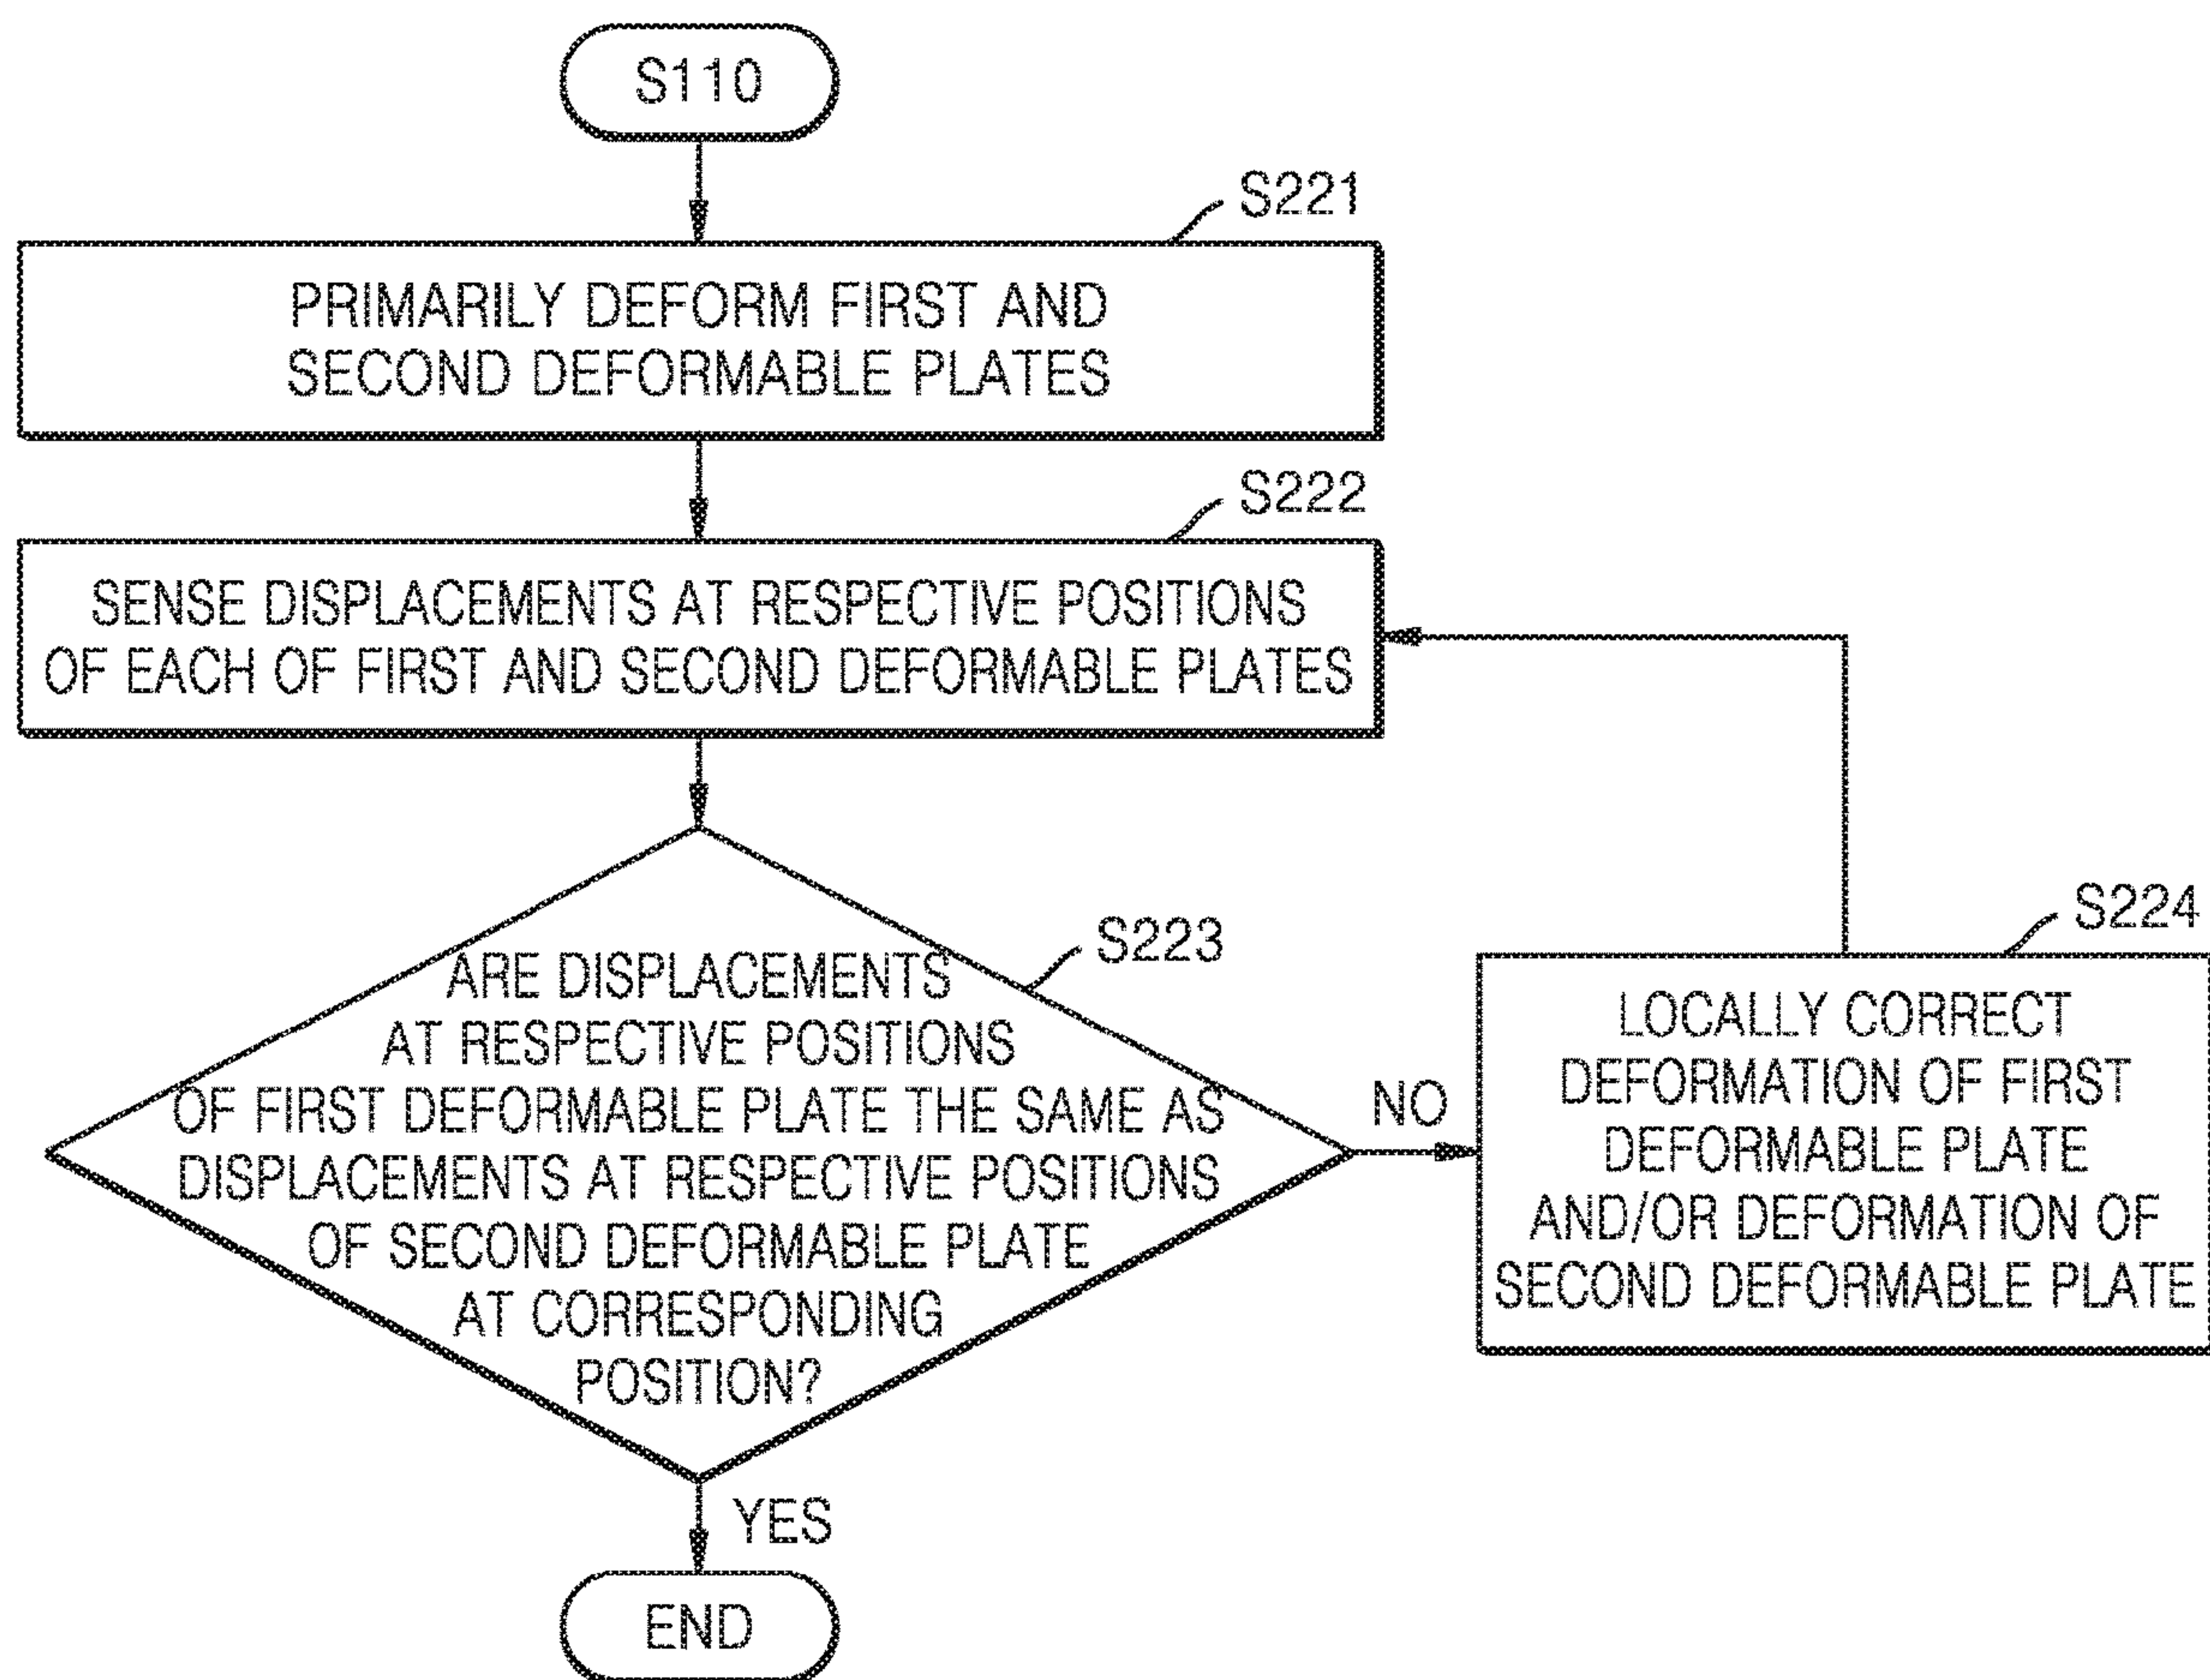 S110
S221
PRIMARILY DEFORM FIRST AND
SECOND DEFORMABLE PLATES
S222
SENSE DISPLACEMENTS AT RESPECTIVE POSITIONS
OF EACH OF FIRST AND SECOND DEFORMABLE PLATES
S223
ARE DISPLACEMENTS
AT RESPECTIVE POSITIONS
OF FIRST DEFORMABLE PLATE THE SAME AS
DISPLACEMENTS AT RESPECTIVE POSITIONS
OF SECOND DEFORMABLE PLATE
AT CORRESPONDING
POSITION?
NO
S224
LOCALLY CORRECT
DEFORMATION OF FIRST
DEFORMABLE PLATE
AND/OR DEFORMATION OF
SECOND DEFORMABLE PLATE
YES
END